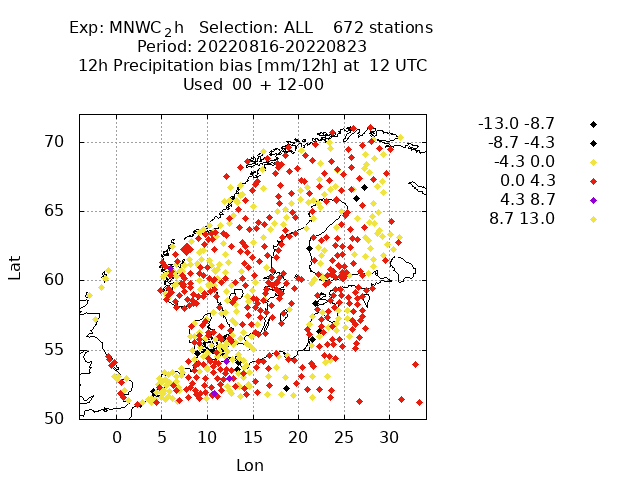 Exp: MNWC_2h   Selection: ALL    672 stations
Period: 20220816-20220823
12h Precipitation bias [mm/12h] at  12 UTC
Used  00 + 12-00
-13.0 -8.7
-8.7 -4.3
-4.3 0.0
0.0 4.3
4.3 8.7
8.7 13.0
70
65
60
55
50
Lat
0 5 10 15 20 25 30
Lon